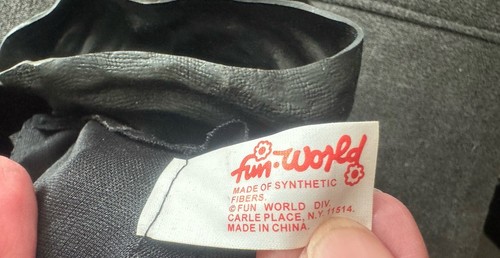 fun-World
MADE OF SYNTHETIC
FIBERS.
©FUN WORLD DIV.
CARLE PLACE, N.Y. 11514.
MADE IN CHINA.